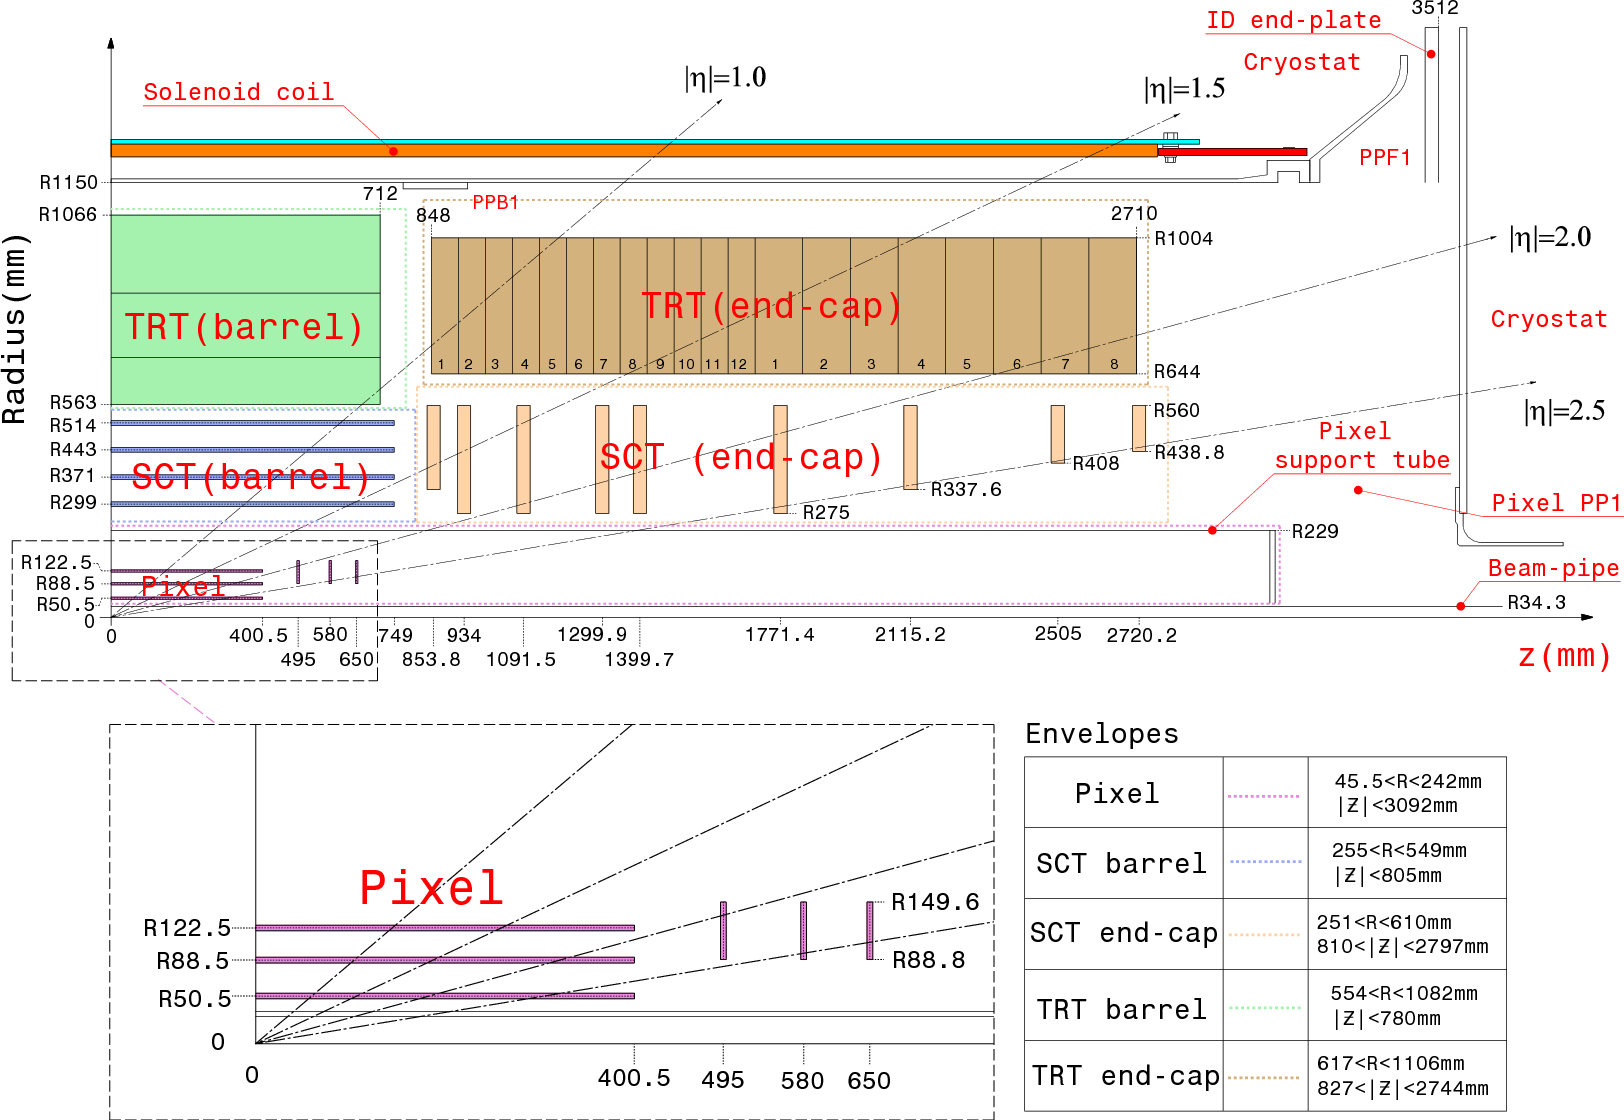 3512
ID end-plate
Cryostat
|η|=1.0
|η|=1.5
Solenoid coil
PPF1
R1150
712
PPB1
848
2710
R1066
R1004
|η|=2.0
Radius(mm)
TRT(barrel)
TRT(end-cap)
Cryostat
1 2 3 4 5 6 7 8 9 10 11 12 1 2 3 4 5 6 7 8
R644
R563
R560
|η|=2.5
R514
Pixel
support tube
R443
R438.8
SCT(barrel)
SCT (end-cap)
R408
R371
R337.6
R299
R275
Pixel PP1
R229
R122.5
Beam-pipe
R88.5
Pixel
R50.5
R34.3
0
0 400.5 580 749 934 1299.9 1771.4 2115.2 2505 2720.2
495 650 853.8 1091.5 1399.7
z(mm)
Pixel
R149.6
R122.5
R88.5
R88.8
R50.5
0
0 400.5 495 580 650
Envelopes
Pixel
45.5<R<242mm
|Z|<3092mm
SCT barrel
255<R<549mm
|Z|<805mm
SCT end-cap
251<R<610mm
810<|Z|<2797mm
TRT barrel
554<R<1082mm
|Z|<780mm
TRT end-cap
617<R<1106mm
827<|Z|<2744mm